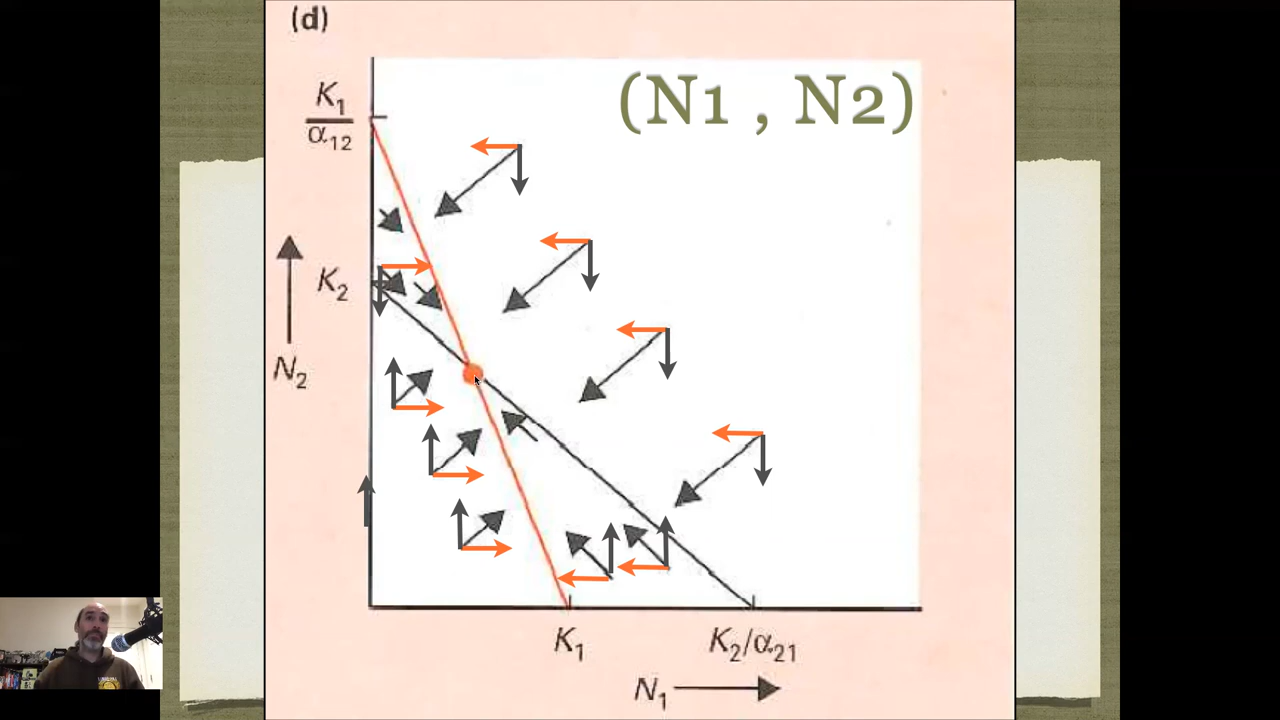 (d)
(N1 , N2)
K₁
α₁₂
K₂
N₂
K₁
K₂/α₂₁
N₁